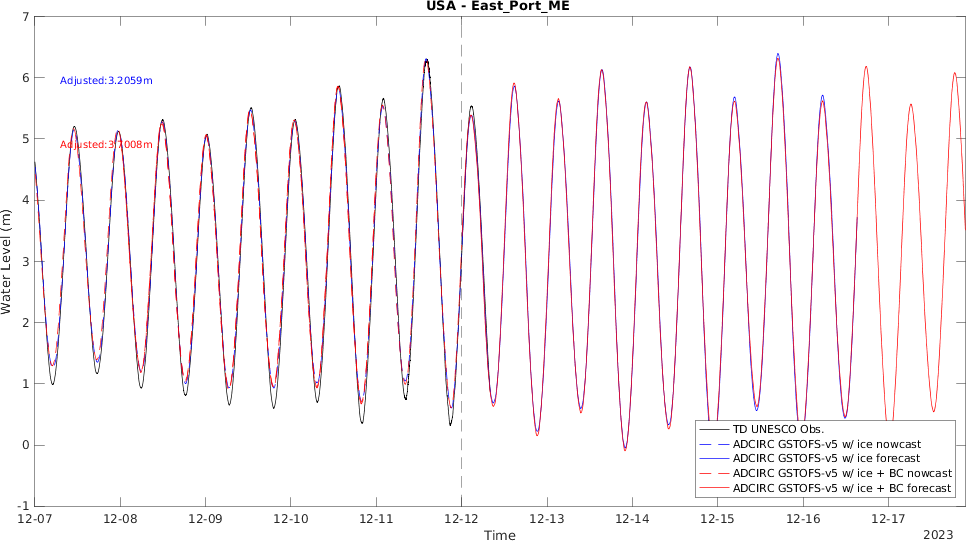 USA - East_Port_ME
7
6
5
4
3
2
1
0
-1
Water Level (m)
Adjusted:3.2059m
Adjusted:3.7008m
TD UNESCO Obs.
ADCIRC GSTOFS-v5 w/ ice nowcast
ADCIRC GSTOFS-v5 w/ ice forecast
ADCIRC GSTOFS-v5 w/ ice + BC nowcast
ADCIRC GSTOFS-v5 w/ ice + BC forecast
12-07 12-08 12-09 12-10 12-11 12-12 12-13 12-14 12-15 12-16 12-17
Time
2023